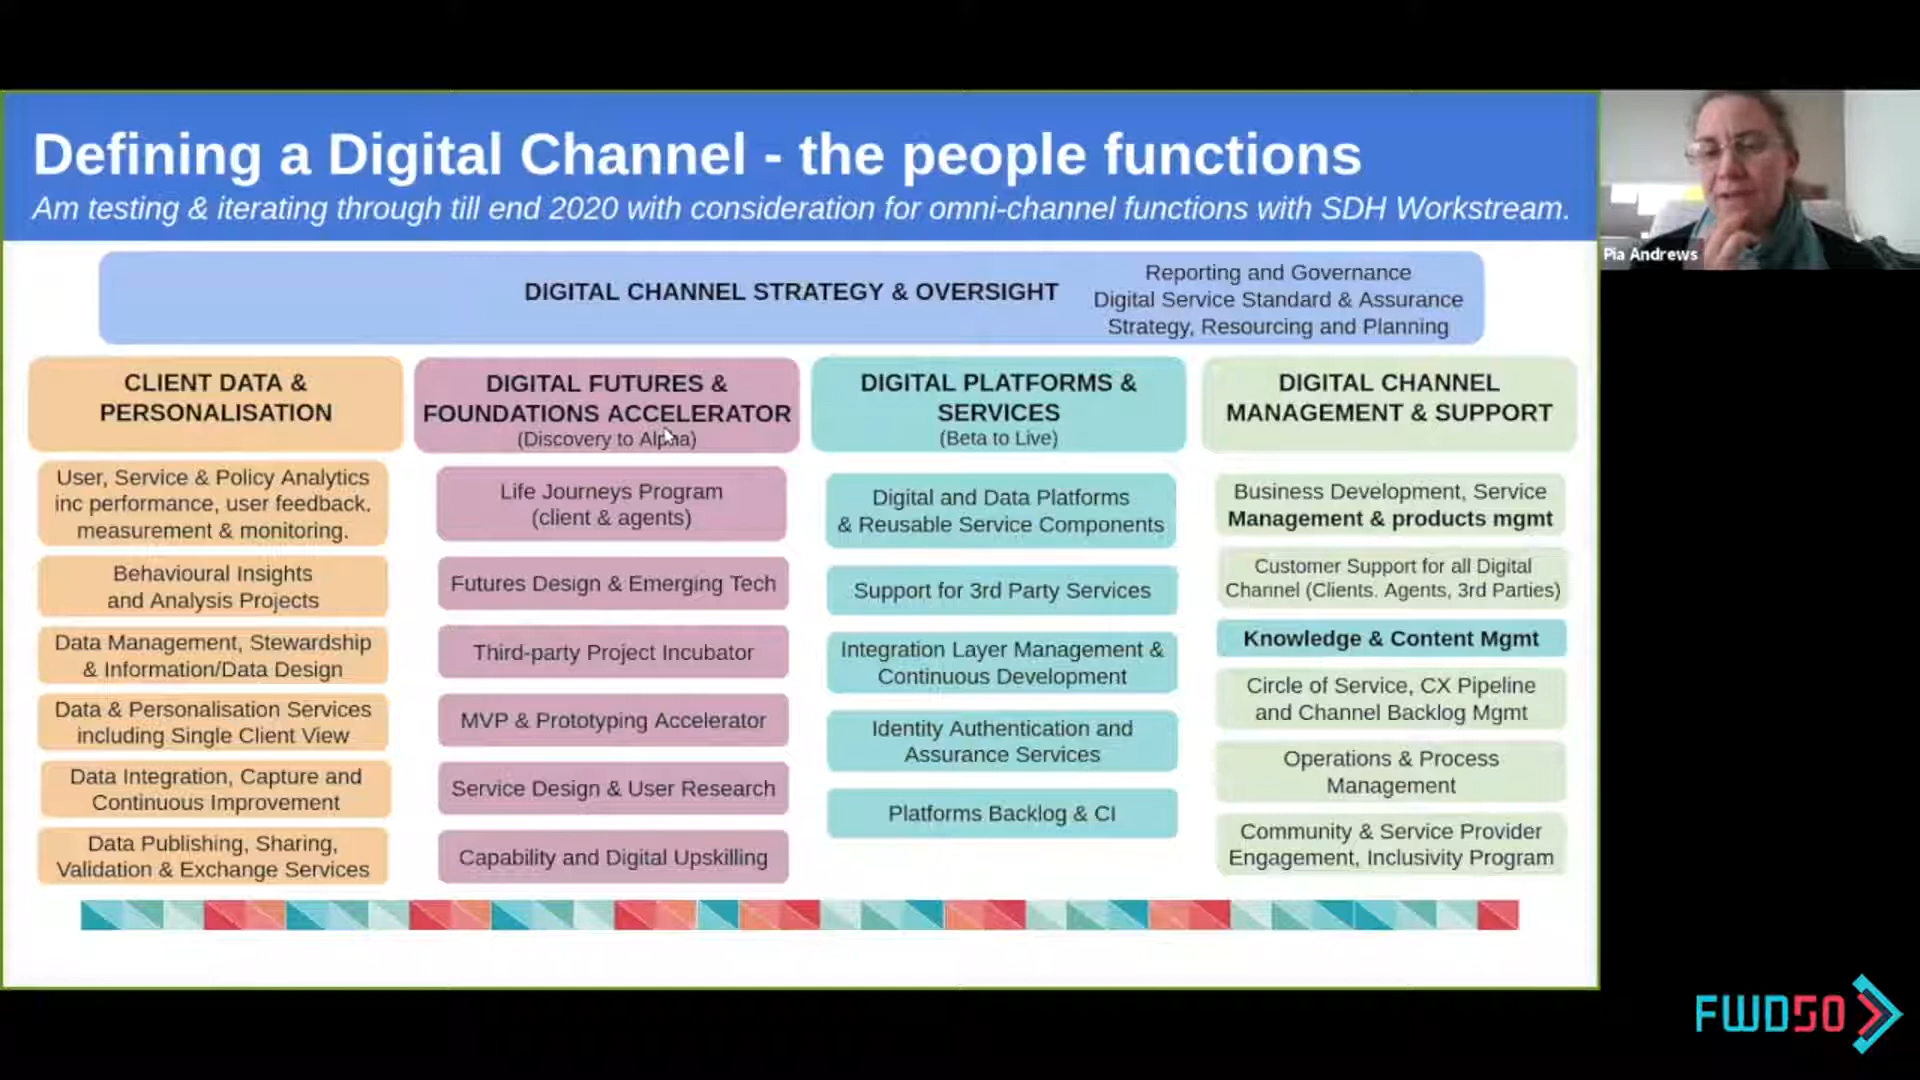 Defining a Digital Channel - the people functions
Am testing & iterating through till end 2020 with consideration for omni-channel functions with SDH Workstream.
Pia Andrews
DIGITAL CHANNEL STRATEGY & OVERSIGHT
Reporting and Governance
Digital Service Standard & Assurance
Strategy, Resourcing and Planning
CLIENT DATA &
PERSONALISATION
User, Service & Policy Analytics
inc performance, user feedback.
measurement & monitoring.
Behavioural Insights
and Analysis Projects
Data Management, Stewardship
& Information/Data Design
Data & Personalisation Services
including Single Client View
Data Integration, Capture and
Continuous Improvement
Data Publishing, Sharing,
Validation & Exchange Services
DIGITAL FUTURES &
FOUNDATIONS ACCELERATOR
(Discovery to Alpha)
Life Journeys Program
(client & agents)
Futures Design & Emerging Tech
Third-party Project Incubator
MVP & Prototyping Accelerator
Service Design & User Research
Capability and Digital Upskilling
DIGITAL PLATFORMS &
SERVICES
(Beta to Live)
Digital and Data Platforms
& Reusable Service Components
Support for 3rd Party Services
Integration Layer Management &
Continuous Development
Identity Authentication and
Assurance Services
Platforms Backlog & CI
DIGITAL CHANNEL
MANAGEMENT & SUPPORT
Business Development, Service
Management & products mgmt
Customer Support for all Digital
Channel (Clients. Agents, 3rd Parties)
Knowledge & Content Mgmt
Circle of Service, CX Pipeline
and Channel Backlog Mgmt
Operations & Process
Management
Community & Service Provider
Engagement, Inclusivity Program
FWD50